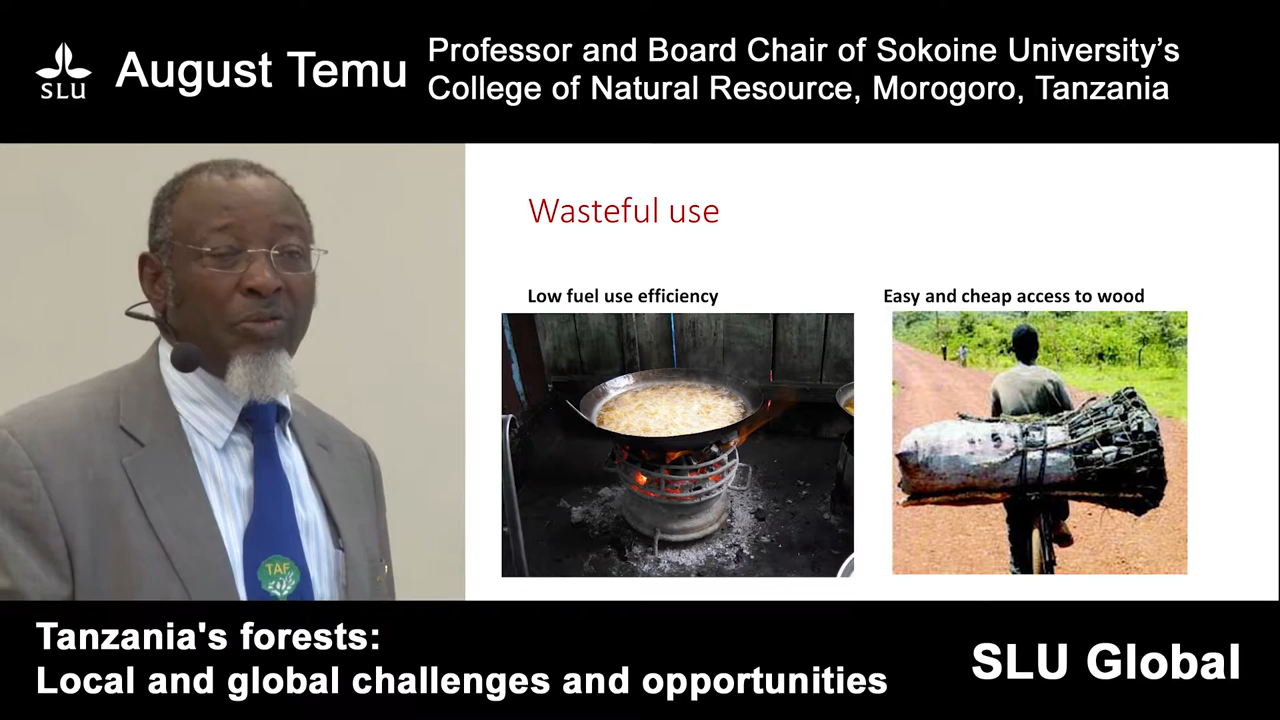 SLU
August Temu
Professor and Board Chair of Sokoine University's
College of Natural Resource, Morogoro, Tanzania
Wasteful use
Low fuel use efficiency
Easy and cheap access to wood
TAF
Tanzania's forests:
Local and global challenges and opportunities
SLU Global